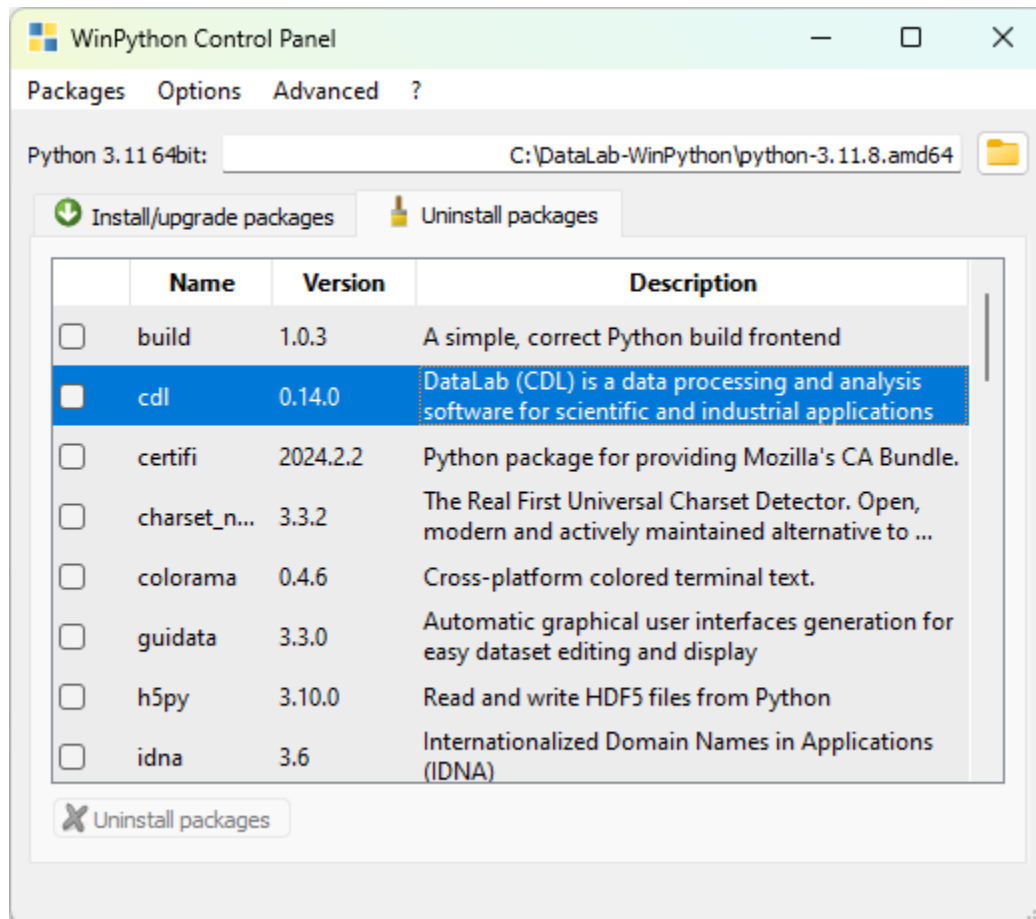 WinPython Control Panel
Packages Options Advanced ?
Python 3.11 64bit: C:\DataLab-WinPython\python-3.11.8.amd64
Install/upgrade packages Uninstall packages
Name Version Description
build 1.0.3 A simple, correct Python build frontend
cdl 0.14.0 DataLab (CDL) is a data processing and analysis
software for scientific and industrial applications
certifi 2024.2.2 Python package for providing Mozilla's CA Bundle.
charset_n... 3.3.2 The Real First Universal Charset Detector. Open,
modern and actively maintained alternative to ...
colorama 0.4.6 Cross-platform colored terminal text.
guidata 3.3.0 Automatic graphical user interfaces generation for
easy dataset editing and display
h5py 3.10.0 Read and write HDF5 files from Python
idna 3.6 Internationalized Domain Names in Applications
(IDNA)
Uninstall packages